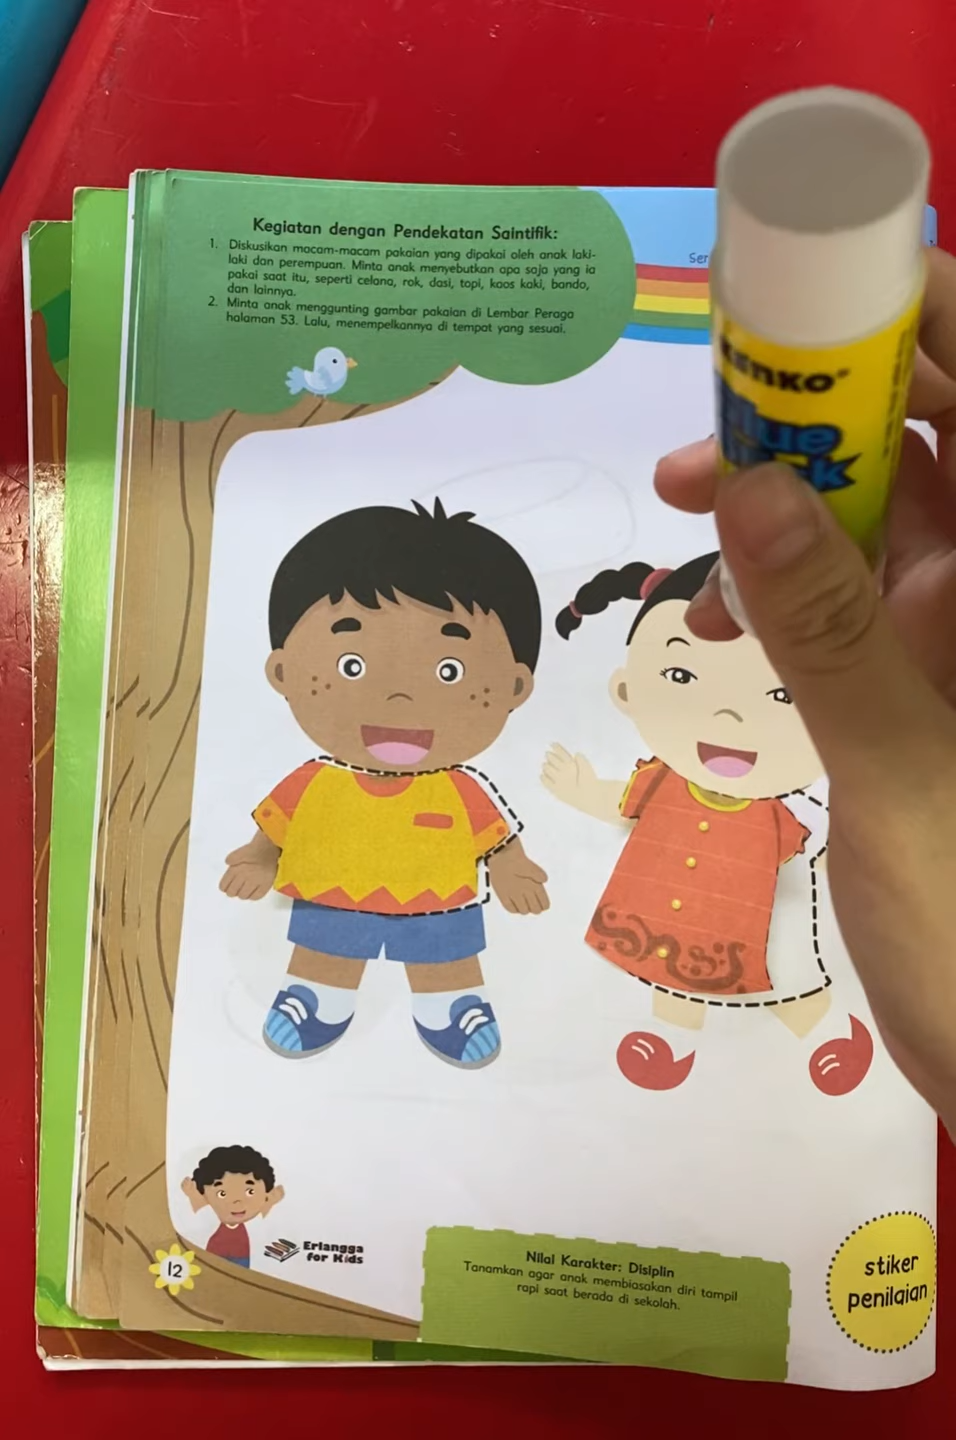 Kegiatan dengan Pendekatan Saintifik:
1. Diskusikan macam-macam pakaian yang dipakai oleh anak laki-
laki dan perempuan. Minta anak menyebutkan apa saja yang ia
pakai saat itu, seperti celana, rok, dasi, topi, kaos kaki, bando,
dan lainnya.
2. Minta anak menggunting gambar pakaian di Lembar Peraga
halaman 53. Lalu, menempelkannya di tempat yang sesuai.
KENKO
Erlangga
for Kids
12
Nilai Karakter: Disiplin
Tanamkan agar anak membiasakan diri tampil
rapi saat berada di sekolah.
stiker
penilaian